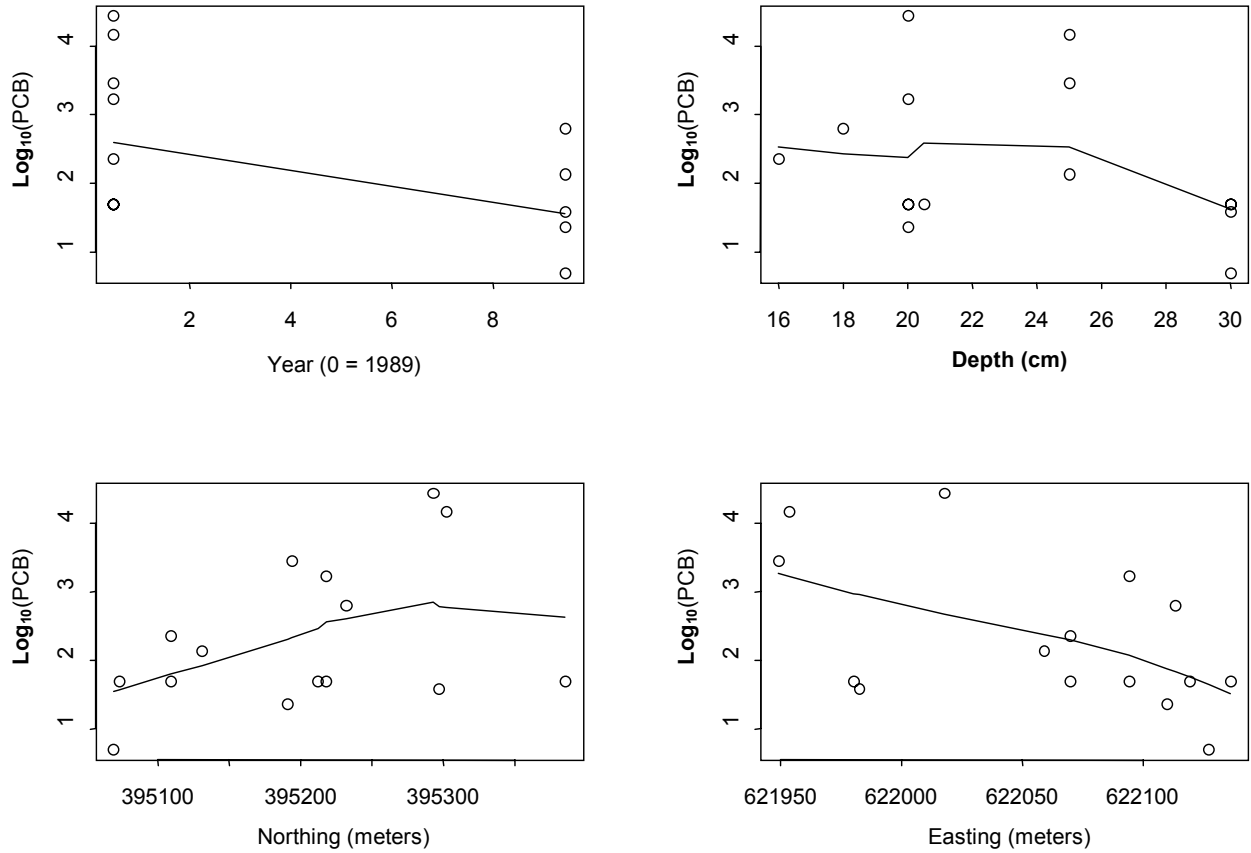 Log10(PCB)
4
3
2
1
2 4 6 8
Year (0 = 1989)
Log10(PCB)
4
3
2
1
16 18 20 22 24 26 28 30
Depth (cm)
Log10(PCB)
4
3
2
1
395100 395200 395300
Northing (meters)
Log10(PCB)
4
3
2
1
621950 622000 622050 622100
Easting (meters)